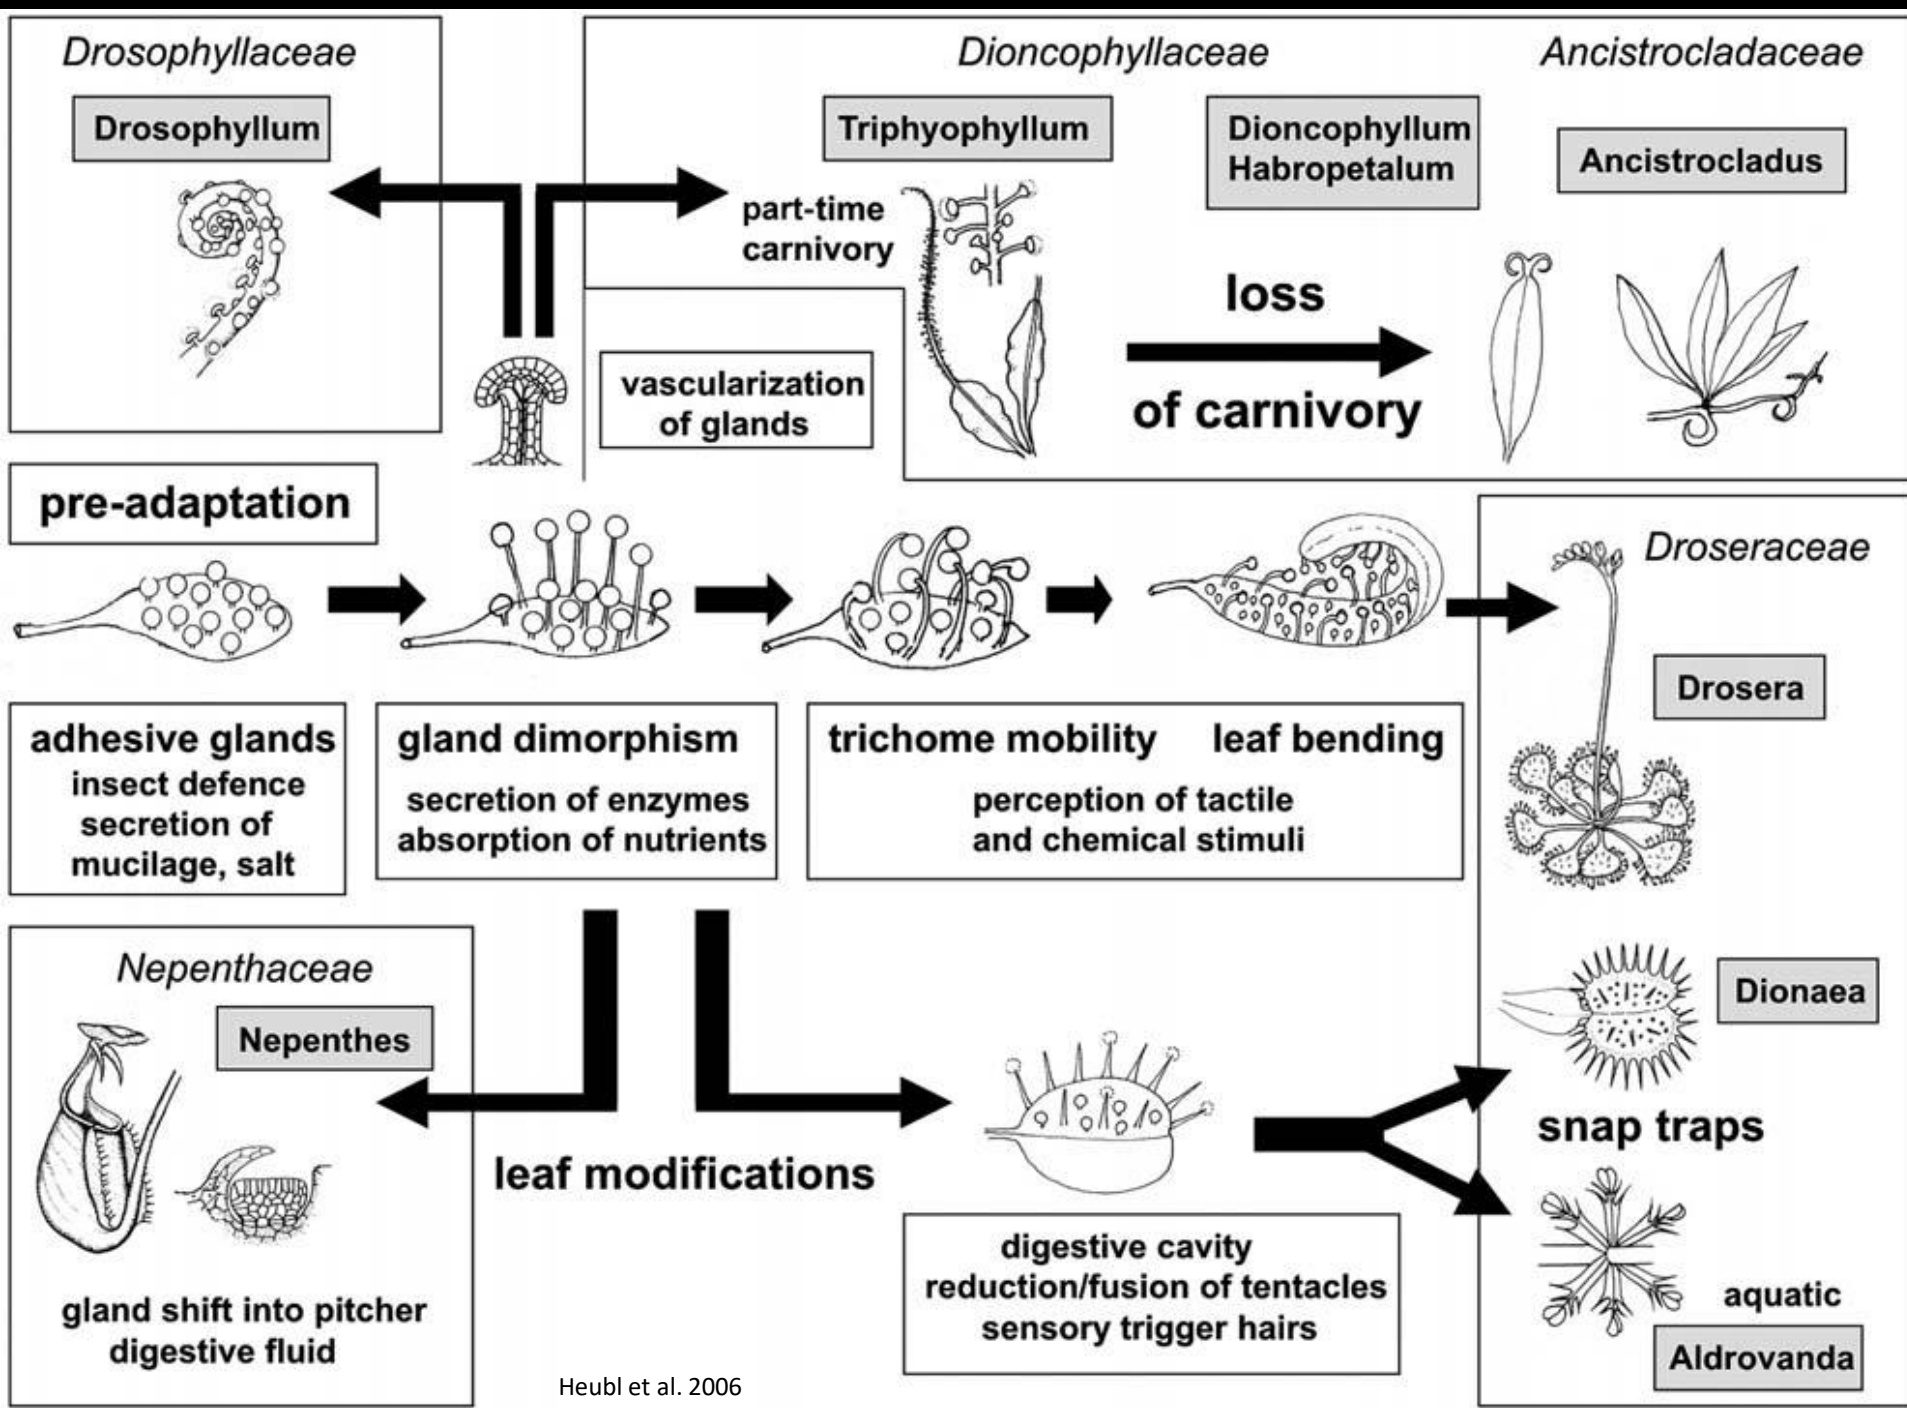 Drosophyllaceae
Drosophyllum
Dioncophyllaceae
Ancistrocladaceae
Triphyophyllum
Dioncophyllum
Habropetalum
Ancistrocladus
part-time
carnivory
loss
of carnivory
vascularization
of glands
pre-adaptation
adhesive glands
insect defence
secretion of
mucilage, salt
gland dimorphism
secretion of enzymes
absorption of nutrients
trichome mobility leaf bending
perception of tactile
and chemical stimuli
Droseraceae
Drosera
Dionaea
snap traps
aquatic
Aldrovanda
Nepenthaceae
Nepenthes
gland shift into pitcher
digestive fluid
leaf modifications
digestive cavity
reduction/fusion of tentacles
sensory trigger hairs
Heubl et al. 2006